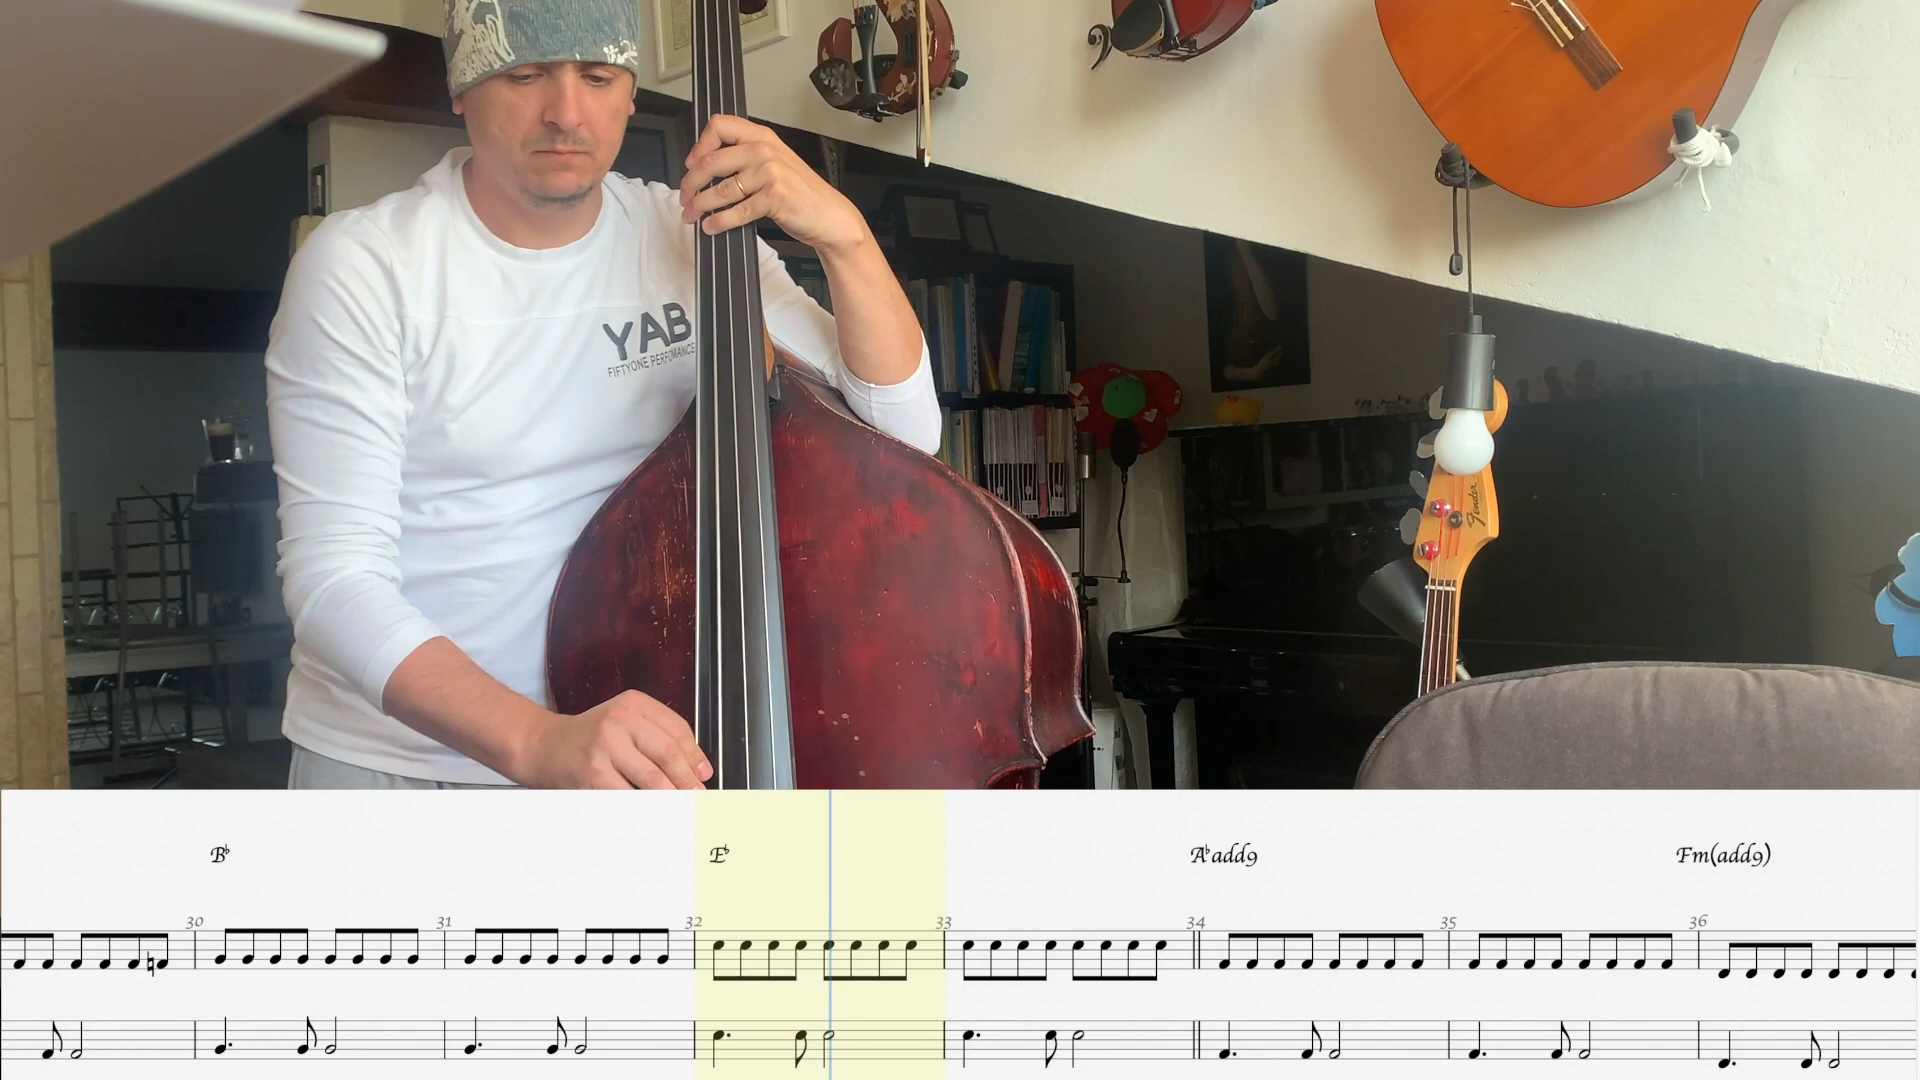 YAB
FIFTYONE PERFORMANCE
Fender
B♭ E♭ A♭add9 Fm(add9)
30 31 32 33 34 35 36